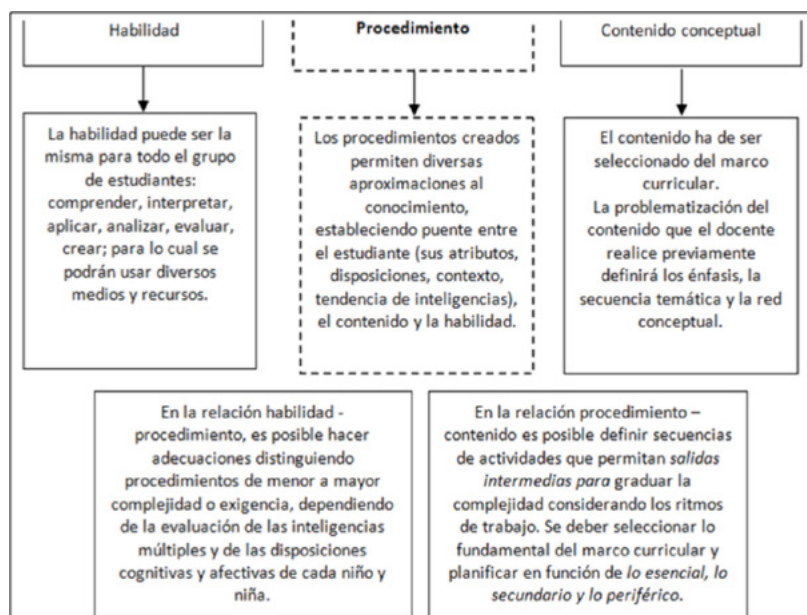 Habilidad
Procedimiento
Contenido conceptual
La habilidad puede ser la
misma para todo el grupo
de estudiantes:
comprender, interpretar,
aplicar, analizar, evaluar,
crear; para lo cual se
podrán usar diversos
medios y recursos.
Los procedimientos creados
permiten diversas
aproximaciones al
conocimiento,
estableciendo puente entre
el estudiante (sus atributos,
disposiciones, contexto,
tendencia de inteligencias),
el contenido y la habilidad.
El contenido ha de ser
seleccionado del marco
curricular.
La problematización del
contenido que el docente
realice previamente
definirá los énfasis, la
secuencia temática y la red
conceptual.
En la relación habilidad -
procedimiento, es posible hacer
adecuaciones distinguiendo
procedimientos de menor a mayor
complejidad o exigencia, dependiendo
de la evaluación de las inteligencias
múltiples y de las disposiciones
cognitivas y afectivas de cada niño y
niña.
En la relación procedimiento –
contenido es posible definir secuencias
de actividades que permitan salidas
intermedias para graduar la
complejidad considerando los ritmos
de trabajo. Se deber seleccionar lo
fundamental del marco curricular y
planificar en función de lo esencial, lo
secundario y lo periférico.